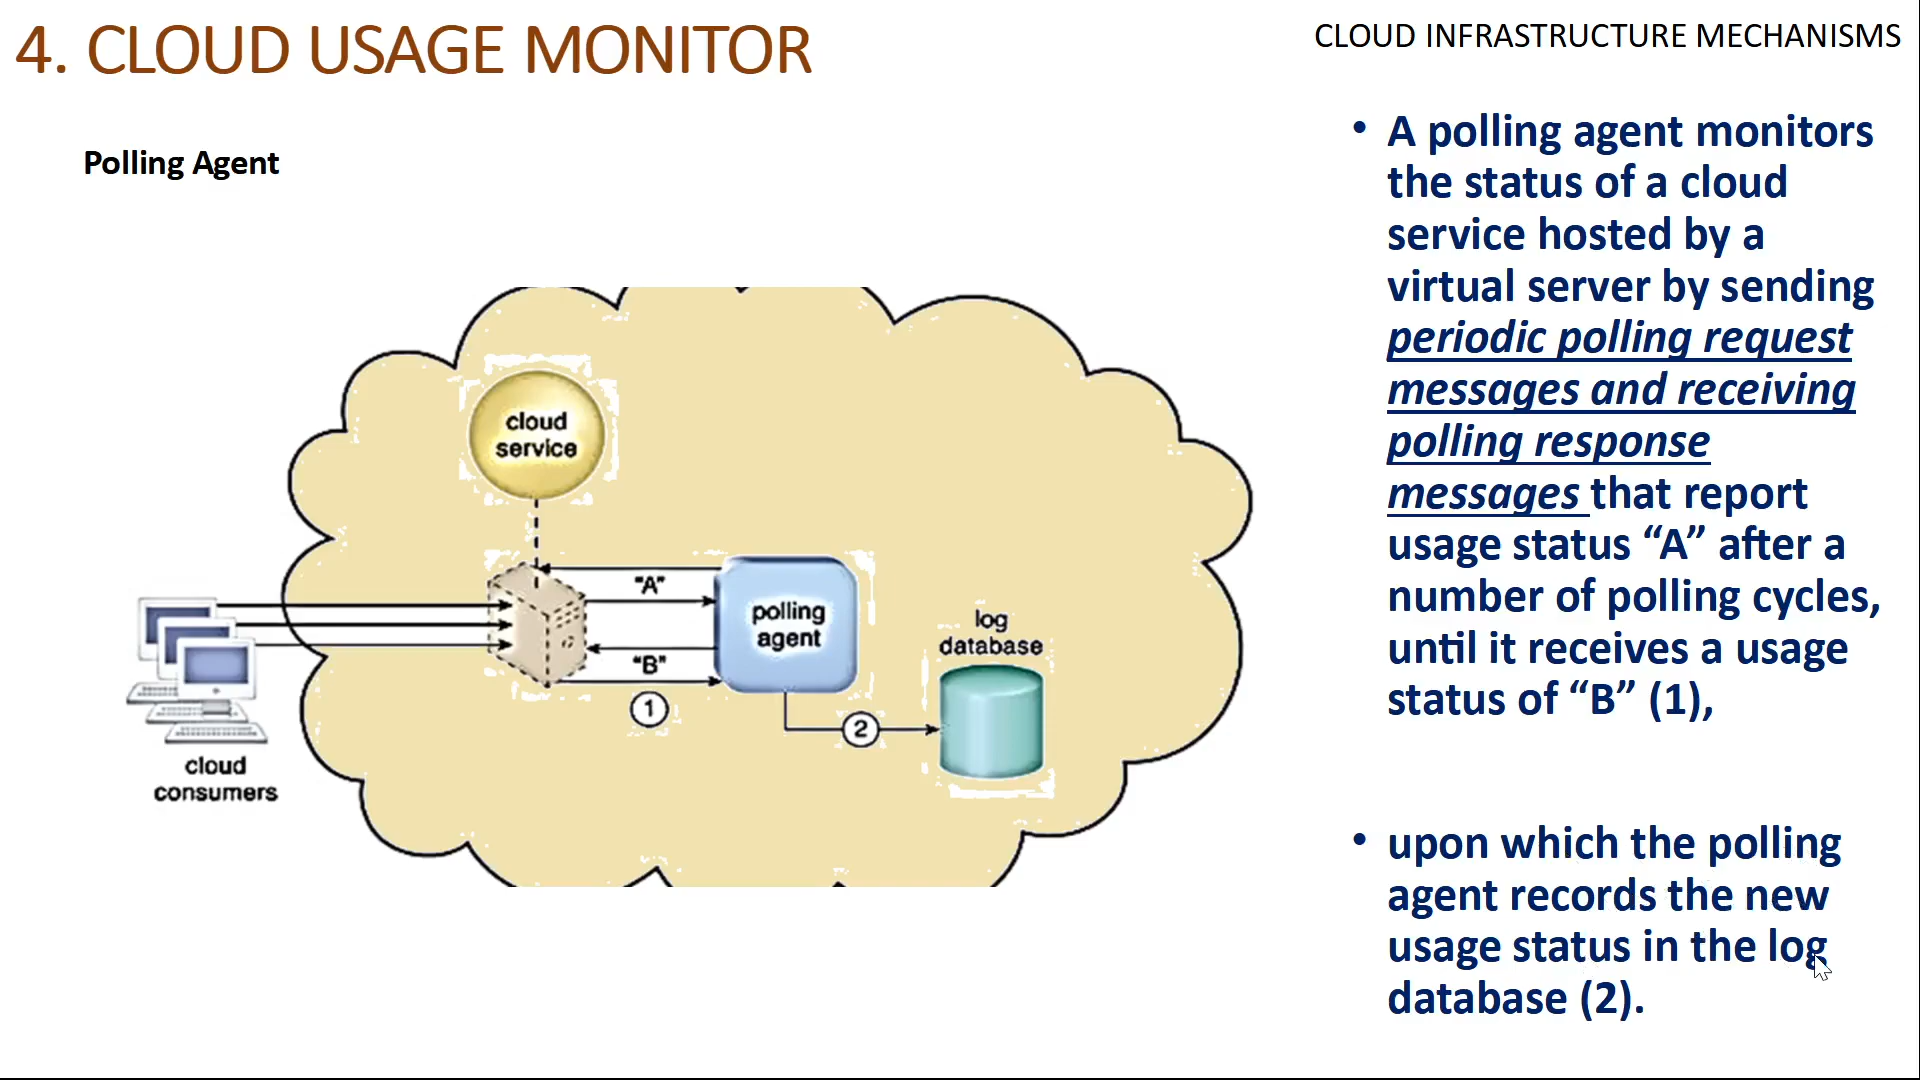 4. CLOUD USAGE MONITOR
CLOUD INFRASTRUCTURE MECHANISMS
Polling Agent
cloud
service
"A"
polling
agent
"B"
1
2
log
database
cloud
consumers
• A polling agent monitors
the status of a cloud
service hosted by a
virtual server by sending
periodic polling request
messages and receiving
polling response
messages that report
usage status “A” after a
number of polling cycles,
until it receives a usage
status of “B” (1),
• upon which the polling
agent records the new
usage status in the log
database (2).